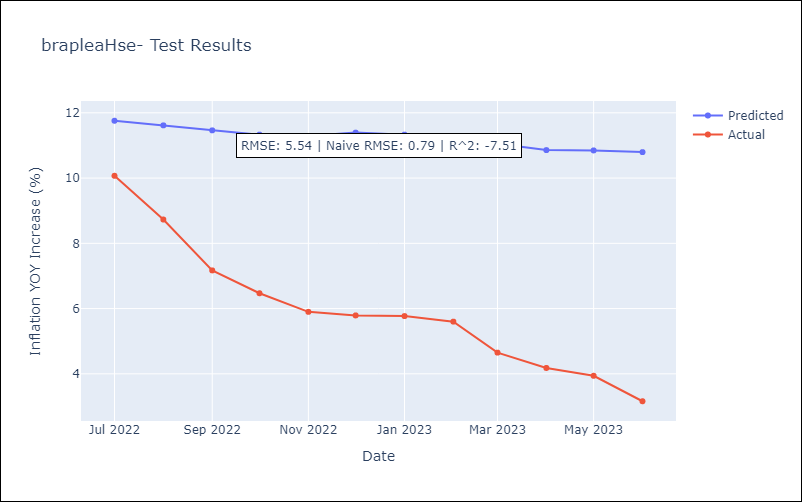 brapleaHse- Test Results
Predicted
Actual
RMSE: 5.54 | Naive RMSE: 0.79 | R^2: -7.51
Inflation YOY Increase (%)
12
10
8
6
4
Jul 2022 Sep 2022 Nov 2022 Jan 2023 Mar 2023 May 2023
Date